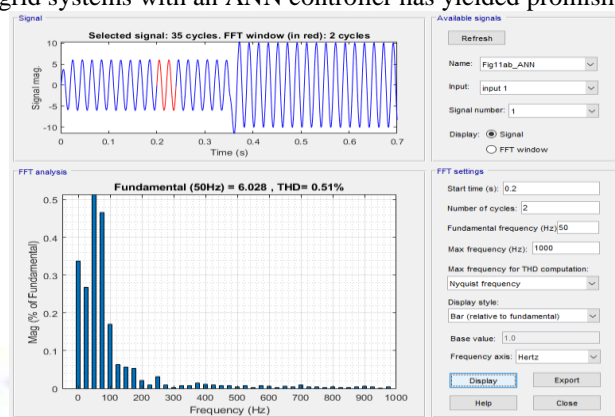 grid systems with an ANN controller has yielded promis
Signal
Selected signal: 35 cycles. FFT window (in red): 2 cycles
10
5
0
-5
-10
Signal mag.
0
0.1
0.2
0.3
0.4
0.5
0.6
0.7
Time (s)
FFT analysis
Fundamental (50Hz) = 6.028 , THD= 0.51%
0.5
0.4
0.3
0.2
0.1
0
Mag (% of Fundamental)
0
100
200
300
400
500
600
700
800
900
1000
Frequency (Hz)
Available signals
Refresh
Name: Fig11ab_ANN
Input: input 1
Signal number: 1
Display: Signal
FFT window
FFT settings
Start time (s): 0.2
Number of cycles: 2
Fundamental frequency (Hz): 50
Max frequency (Hz): 1000
Max frequency for THD computation:
Nyquist frequency
Display style:
Bar (relative to fundamental)
Base value: 1.0
Frequency axis: Hertz
Display
Export
Help
Close